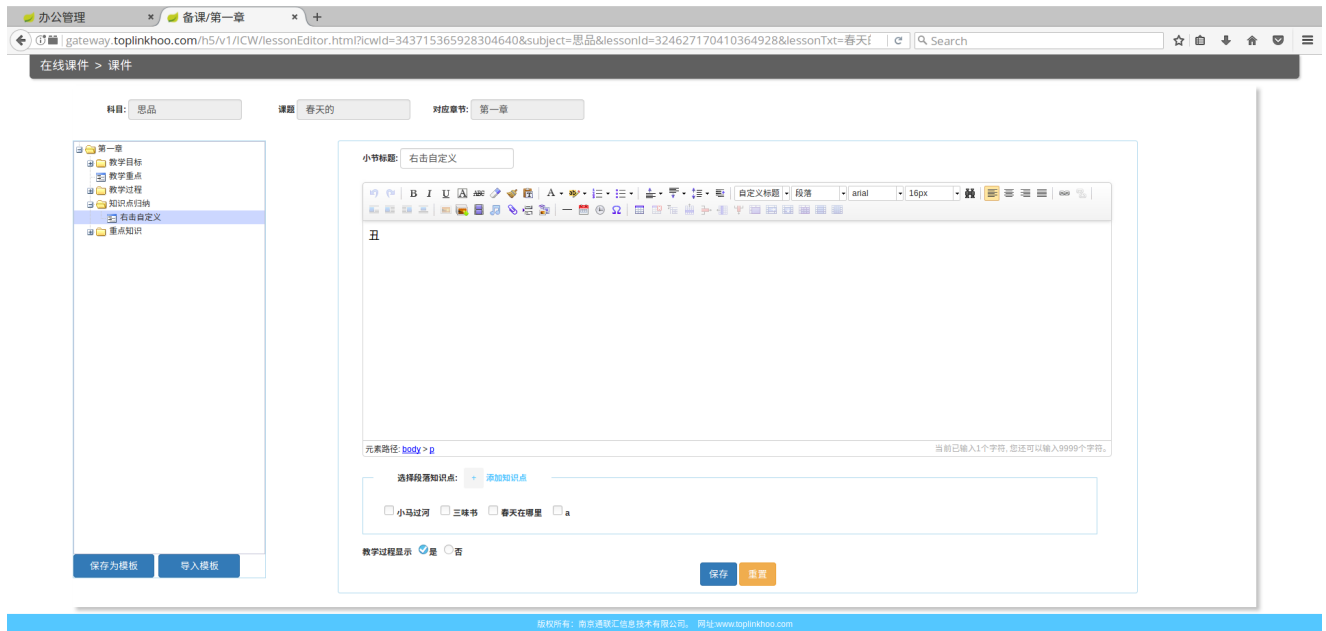 办公管理 × 备课/第一章 × +
gateway.toplinkhoo.com/h5/v1/ICW/lessonEditor.html?icwId=343715365928304640&subject=思品&lessonId=324627170410364928&lessonTxt=春天 Search
在线课件 > 课件
科目: 思品 课题 春天的 对应章节: 第一章
第一章
教学目标
教学重点
教学过程
知识点归纳
右击自定义
重点知识
保存为模板 导入模板
小节标题: 右击自定义
B I U A ABC A 自定义标题 段落 arial 16px
Ω
丑
元素路径: body > p 当前已输入1个字符, 您还可以输入9999个字符。
选择段落知识点: + 添加知识点
小马过河 三味书 春天在哪里 a
教学过程显示 是 否
保存 重置
版权所有：南京通联汇信息技术有限公司。 网址:www.toplinkhoo.com